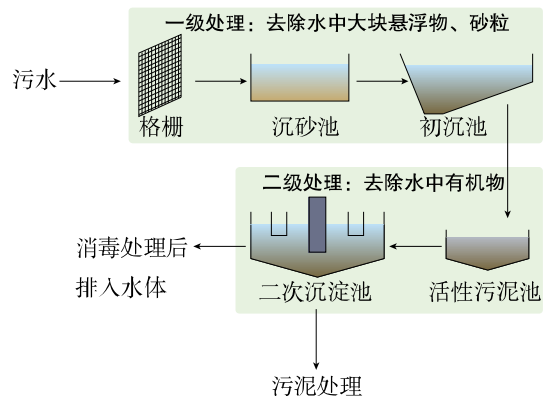 一级处理：去除水中大块悬浮物、砂粒
污水
格栅
沉砂池
初沉池
二级处理：去除水中有机物
消毒处理后
排入水体
二次沉淀池
活性污泥池
污泥处理